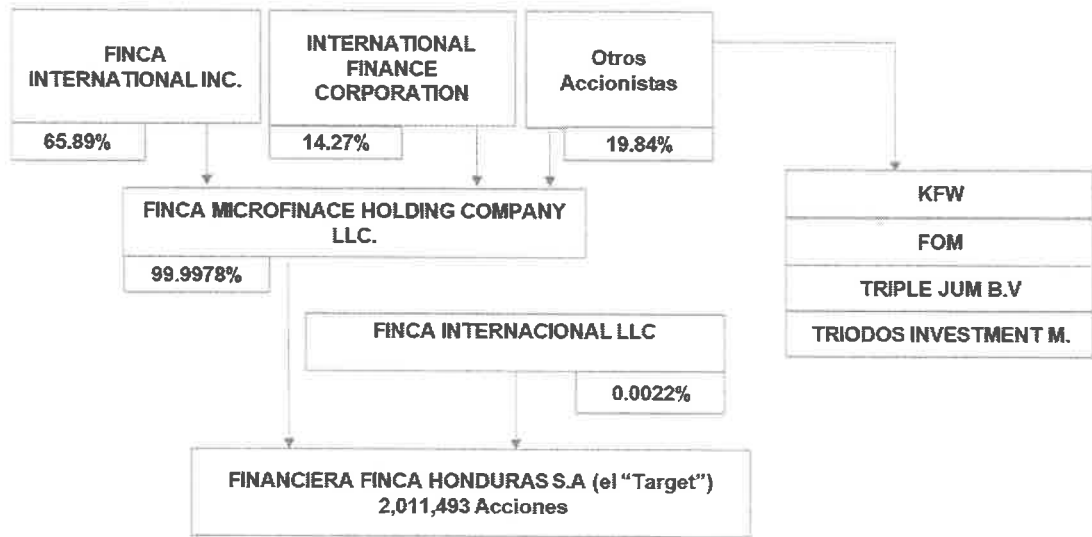 FINCA
INTERNATIONAL INC.
65.89%
INTERNATIONAL
FINANCE
CORPORATION
14.27%
Otros
Accionistas
19.84%
KFW
FOM
TRIPLE JUM B.V
TRIODOS INVESTMENT M.
FINCA MICROFINACE HOLDING COMPANY
LLC.
99.9978%
FINCA INTERNACIONAL LLC
0.0022%
FINANCIERA FINCA HONDURAS S.A (el “Target”)
2,011,493 Acciones